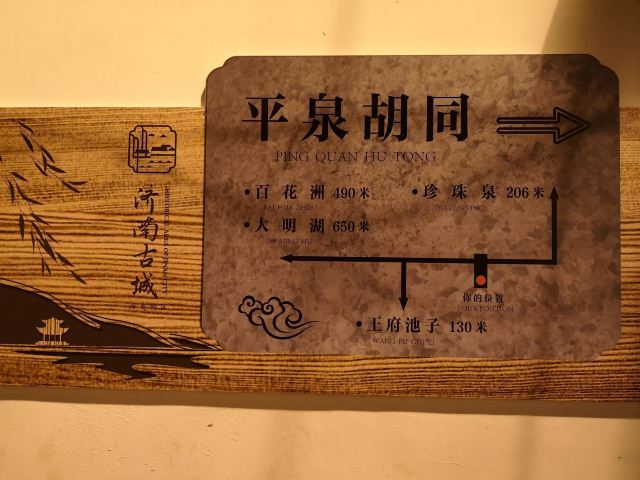 平泉胡同
PING QUAN HU TONG
百花洲 490米
BAI HUA ZHOU
珍珠泉 206米
PEARL SPRING
大明湖 650米
DA MING HU
你的位置
YOUR POSITION
王府池子 130米
WANG FU CHI ZI
济南古城